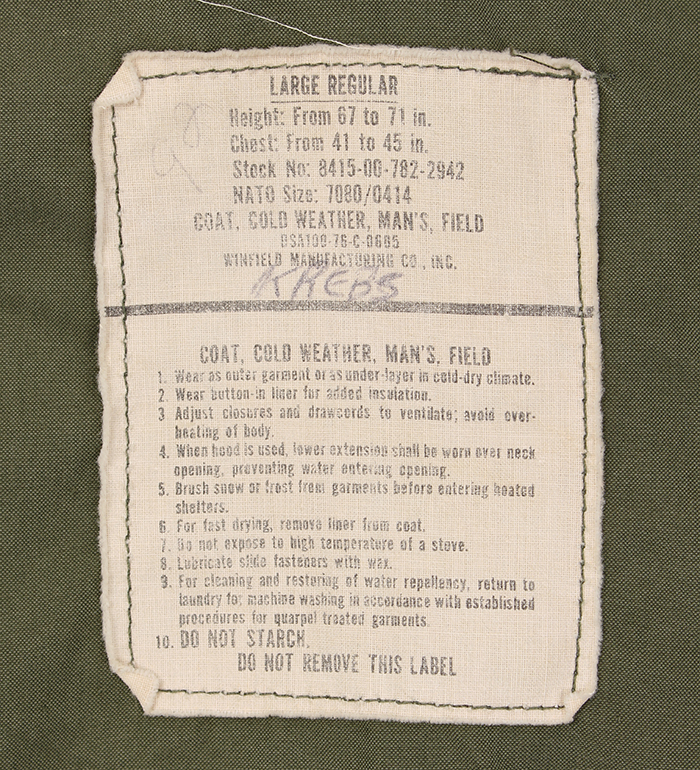 LARGE REGULAR
Height: From 67 to 71 in.
Chest: From 41 to 45 in.
Stock No: 8415-00-782-2942
NATO Size: 7080/0414
COAT, COLD WEATHER, MAN'S, FIELD
DSA100-76-C-0695
WINFIELD MANUFACTURING CO., INC.
KREBS
COAT, COLD WEATHER, MAN'S, FIELD
1. Wear as outer garment or as under-layer in cold-dry climate.
2. Wear button-in liner for added insulation.
3 Adjust closures and drawcords to ventilate; avoid over-
heating of body.
4. When hood is used, lower extension shall be worn over neck
opening, preventing water entering opening.
5. Brush snow or frost from garments before entering heated
shelters.
6. For fast drying, remove liner from coat.
7. Do not expose to high temperature of a stove.
8. Lubricate slide fasteners with wax.
9. For cleaning and restoring of water repellency, return to
laundry for machine washing in accordance with established
procedures for quarpel treated garments.
10. DO NOT STARCH.
DO NOT REMOVE THIS LABEL